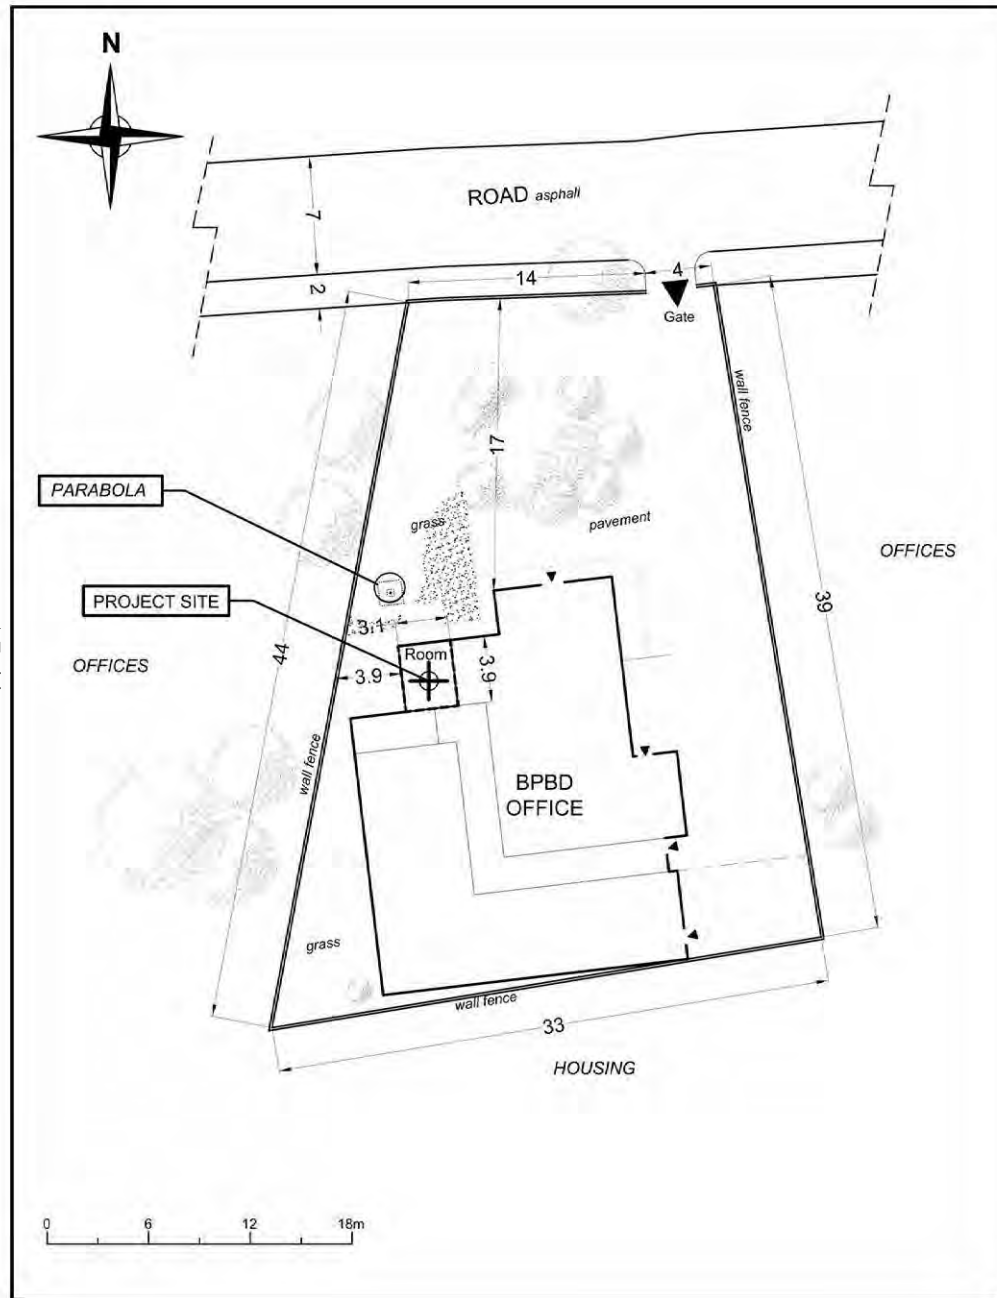 N
ROAD asphall
7
2
14
4
Gate
wall fence
17
PARABOLA
grass
pavement
OFFICES
PROJECT SITE
3.1
39
44
OFFICES
Room
3.9
3.9
wall fence
BPBD
OFFICE
grass
wall fence
33
HOUSING
0 6 12 18m